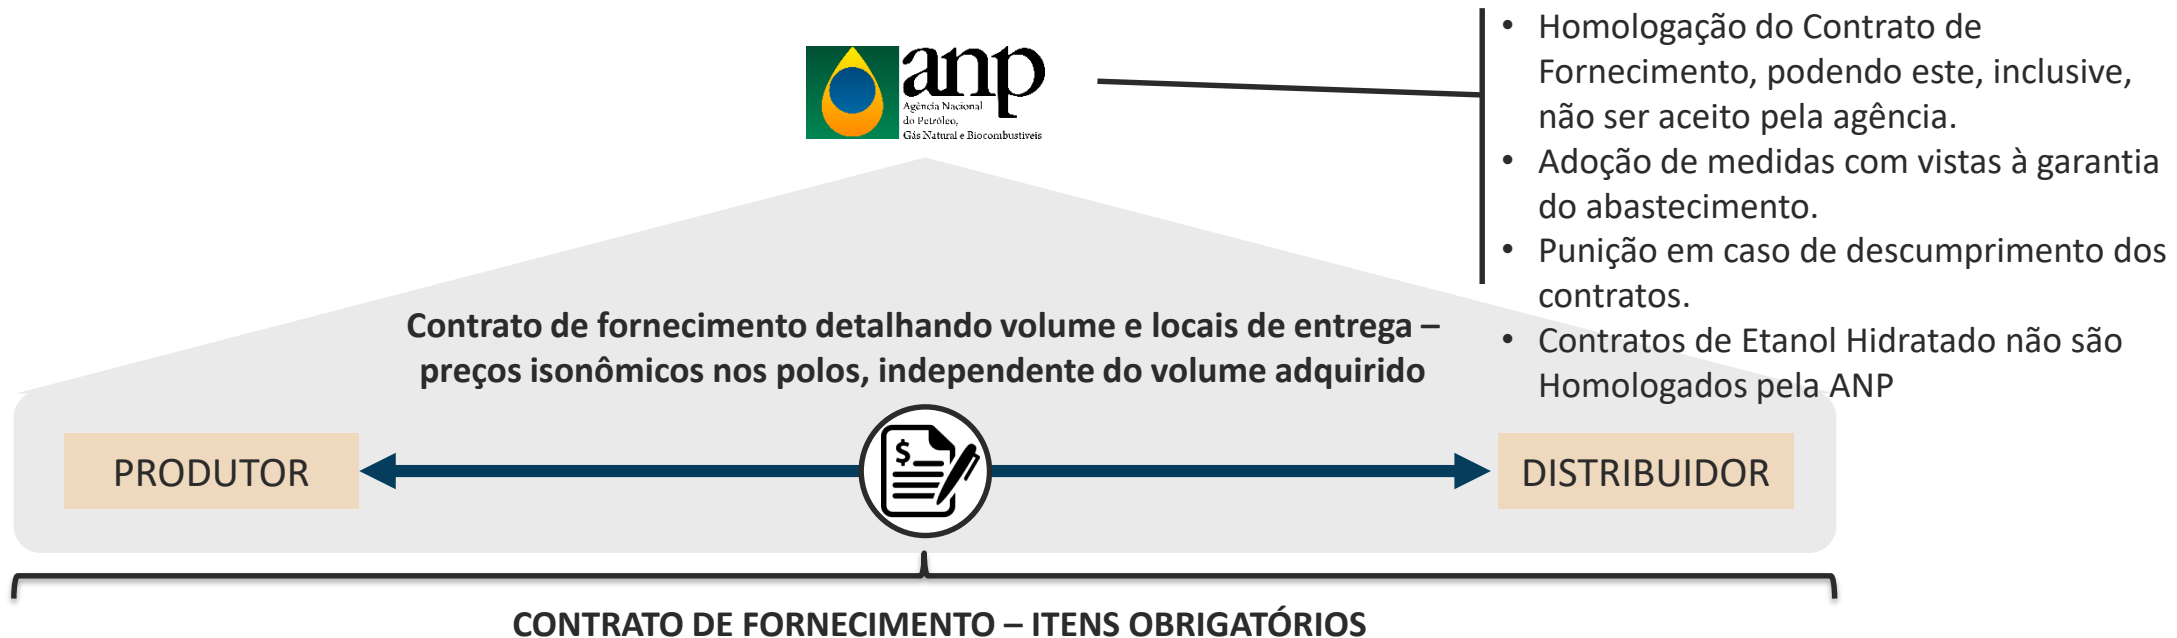 anp
Agência Nacional
do Petróleo,
Gás Natural e Biocombustíveis
• Homologação do Contrato de
Fornecimento, podendo este, inclusive,
não ser aceito pela agência.
• Adoção de medidas com vistas à garantia
do abastecimento.
• Punição em caso de descumprimento dos
contratos.
• Contratos de Etanol Hidratado não são
Homologados pela ANP
Contrato de fornecimento detalhando volume e locais de entrega –
preços isonômicos nos polos, independente do volume adquirido
PRODUTOR
$
DISTRIBUIDOR
CONTRATO DE FORNECIMENTO – ITENS OBRIGATÓRIOS